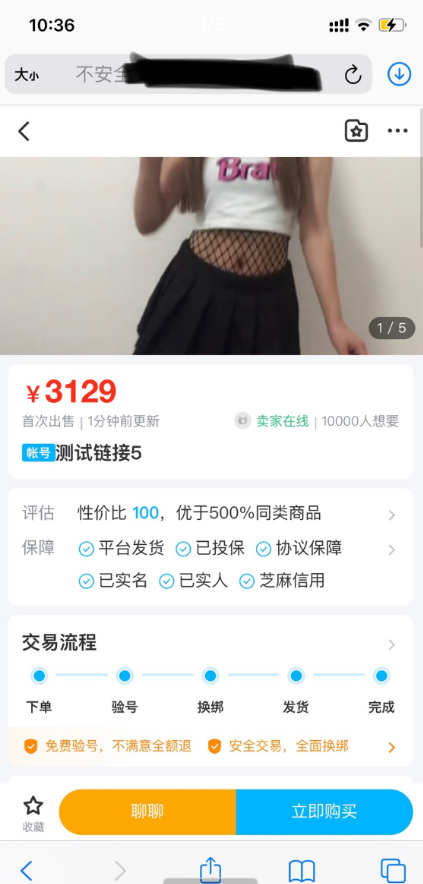 10:36
3/3
大小 不安全
Brat
1 / 5
¥3129
首次出售 | 1分钟前更新 卖家在线 | 10000人想要
帐号 测试链接5
评估 性价比 100，优于500%同类商品
保障 平台发货 已投保 协议保障
已实名 已实人 芝麻信用
交易流程
下单 验号 换绑 发货 完成
免费验号，不满意全额退 安全交易，全面换绑
收藏 聊聊 立即购买